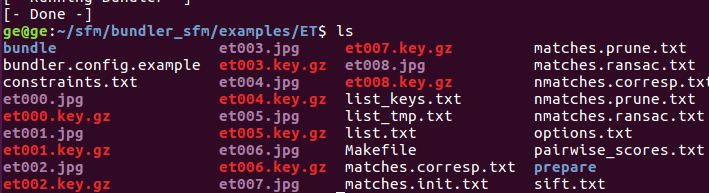 [- Running Bundler -]
[- Done -]
ge@ge:~/sfm/bundler_sfm/examples/ET$ ls
bundle et003.jpg et007.key.gz matches.prune.txt
bundler.config.example et003.key.gz et008.jpg matches.ransac.txt
constraints.txt et004.jpg et008.key.gz nmatches.corresp.txt
et000.jpg et004.key.gz list_keys.txt nmatches.prune.txt
et000.key.gz et005.jpg list_tmp.txt nmatches.ransac.txt
et001.jpg et005.key.gz list.txt options.txt
et001.key.gz et006.jpg Makefile pairwise_scores.txt
et002.jpg et006.key.gz matches.corresp.txt prepare
et002.key.gz et007.jpg matches.init.txt sift.txt